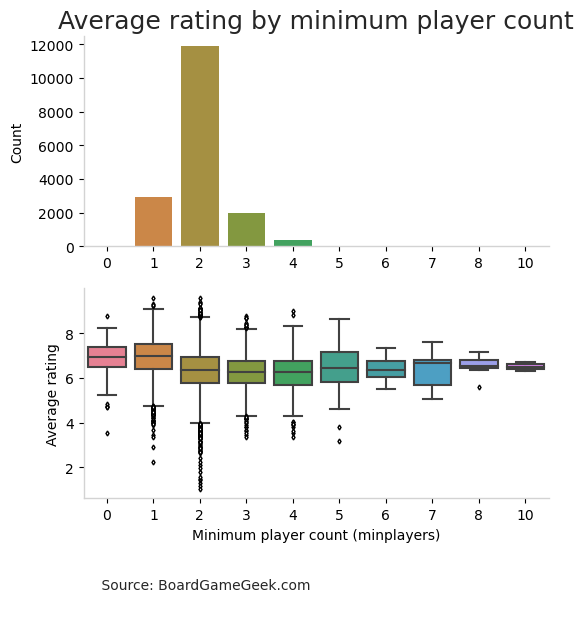 Average rating by minimum player count
12000
10000
8000
6000
4000
2000
0
Count
0 1 2 3 4 5 6 7 8 10
8
6
4
2
Average rating
0 1 2 3 4 5 6 7 8 10
Minimum player count (minplayers)
Source: BoardGameGeek.com